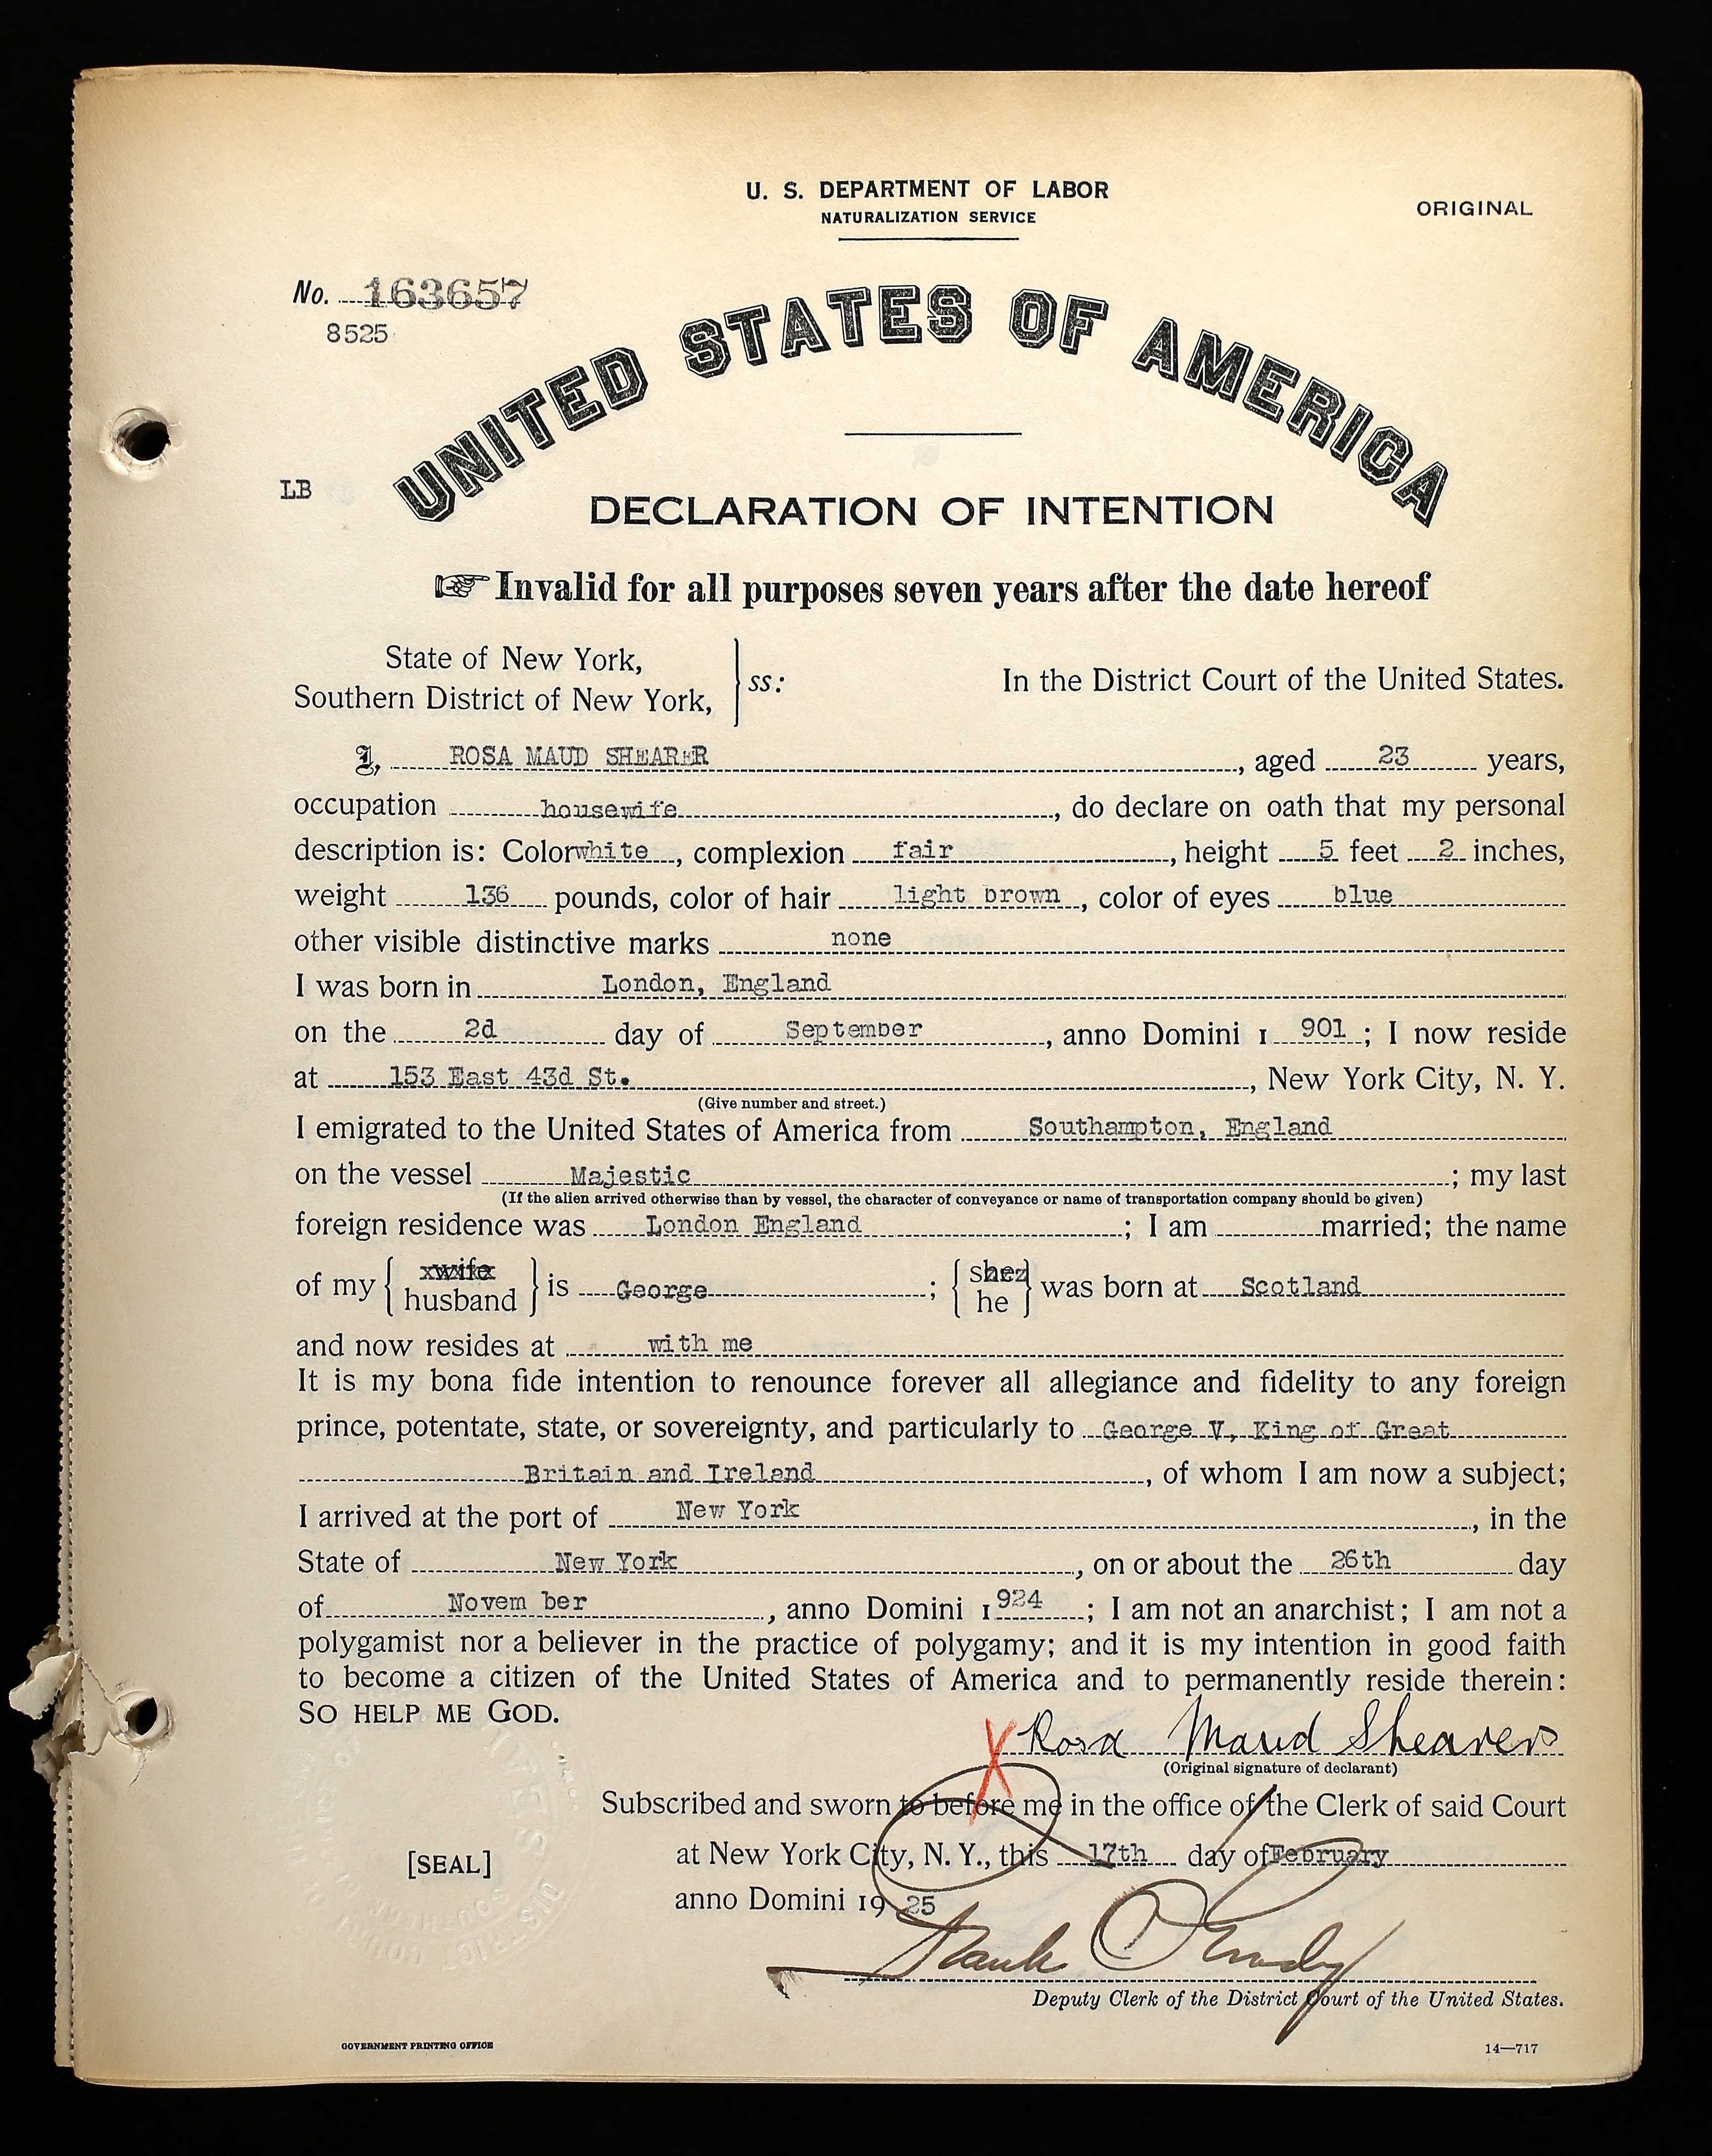 U. S. DEPARTMENT OF LABOR
NATURALIZATION SERVICE
ORIGINAL
No. 163657
8525
UNITED STATES OF AMERICA
LB
DECLARATION OF INTENTION
☞ Invalid for all purposes seven years after the date hereof
State of New York,
Southern District of New York,
ss:
In the District Court of the United States.
I, ROSA MAUD SHEARER, aged 23 years,
occupation housewife, do declare on oath that my personal
description is: Color white, complexion fair, height 5 feet 2 inches,
weight 136 pounds, color of hair light brown, color of eyes blue
other visible distinctive marks none
I was born in London, England
on the 2d day of September, anno Domini 1 901; I now reside
at 153 East 43d St., New York City, N. Y.
(Give number and street.)
I emigrated to the United States of America from Southampton, England
on the vessel Majestic; my last
(If the alien arrived otherwise than by vessel, the character of conveyance or name of transportation company should be given)
foreign residence was London England; I am married; the name
of my { wife husband } is George; { she he } was born at Scotland
and now resides at with me
It is my bona fide intention to renounce forever all allegiance and fidelity to any foreign
prince, potentate, state, or sovereignty, and particularly to George V, King of Great
Britain and Ireland, of whom I am now a subject;
I arrived at the port of New York, in the
State of New York, on or about the 26th day
of Novem ber, anno Domini 1 924; I am not an anarchist; I am not a
polygamist nor a believer in the practice of polygamy; and it is my intention in good faith
to become a citizen of the United States of America and to permanently reside therein:
SO HELP ME GOD.
X Rosa Maud Shearer
(Original signature of declarant)
Subscribed and sworn to before me in the office of the Clerk of said Court
at New York City, N. Y., this 17th day of February
[SEAL]
anno Domini 19 25
Frank
Deputy Clerk of the District Court of the United States.
GOVERNMENT PRINTING OFFICE
14—717